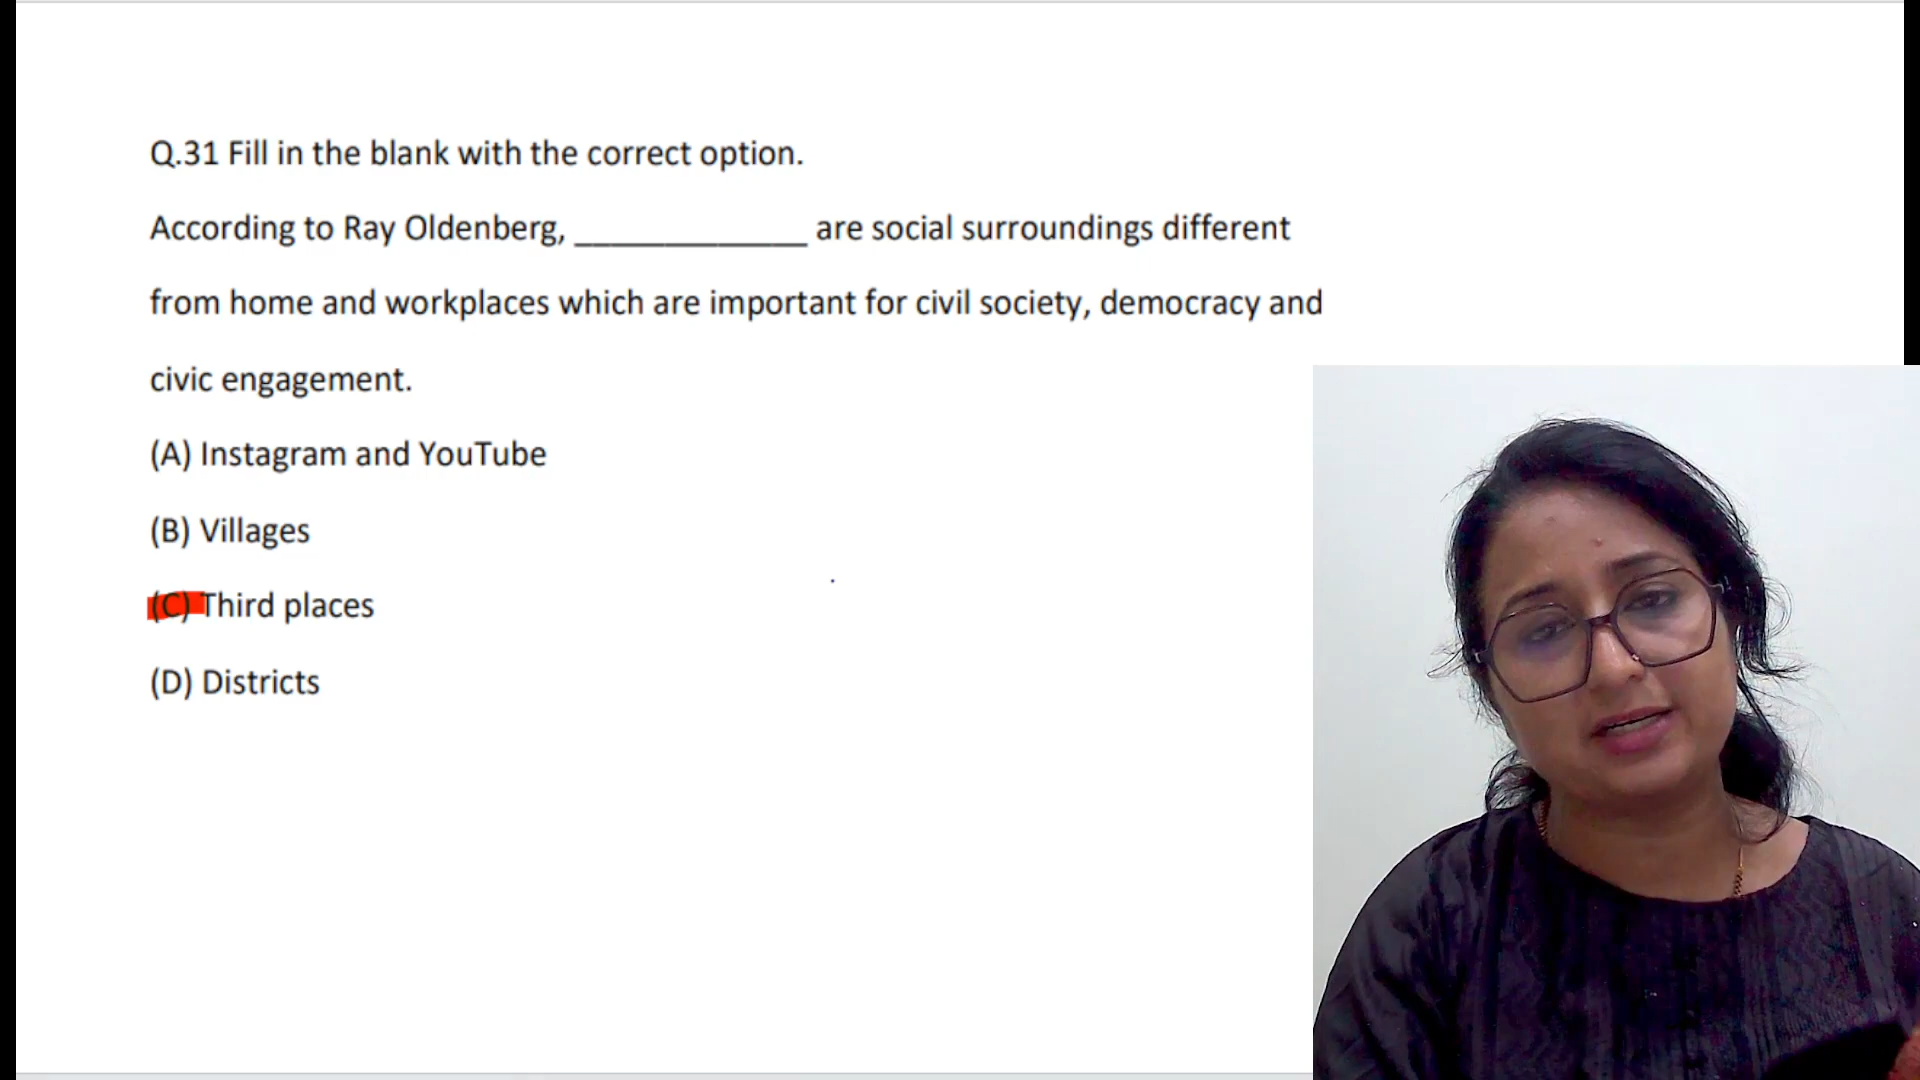 Q.31 Fill in the blank with the correct option.
According to Ray Oldenberg, _____________ are social surroundings different
from home and workplaces which are important for civil society, democracy and
civic engagement.
(A) Instagram and YouTube
(B) Villages
(C) Third places
(D) Districts